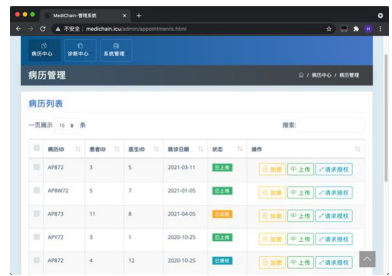 MediChain-管理系统
不安全 | medichain.icu/admin/appointments.html
病历中心 诊断中心 系统管理
病历管理
/ 病历中心 / 病历管理
病历列表
一页展示 10 条 搜索:
病历ID 患者ID 医生ID 就诊日期 状态 操作
AP872 3 5 2021-03-11 已上传 加密 上传 请求授权
AP8W72 5 7 2021-01-05 已上传 加密 上传 请求授权
AP873 11 8 2021-04-05 加密 上传 请求授权
APY72 3 1 2020-10-25 已上传 加密 上传 请求授权
AP872 4 12 2020-10-25 已授权 加密 上传 请求授权